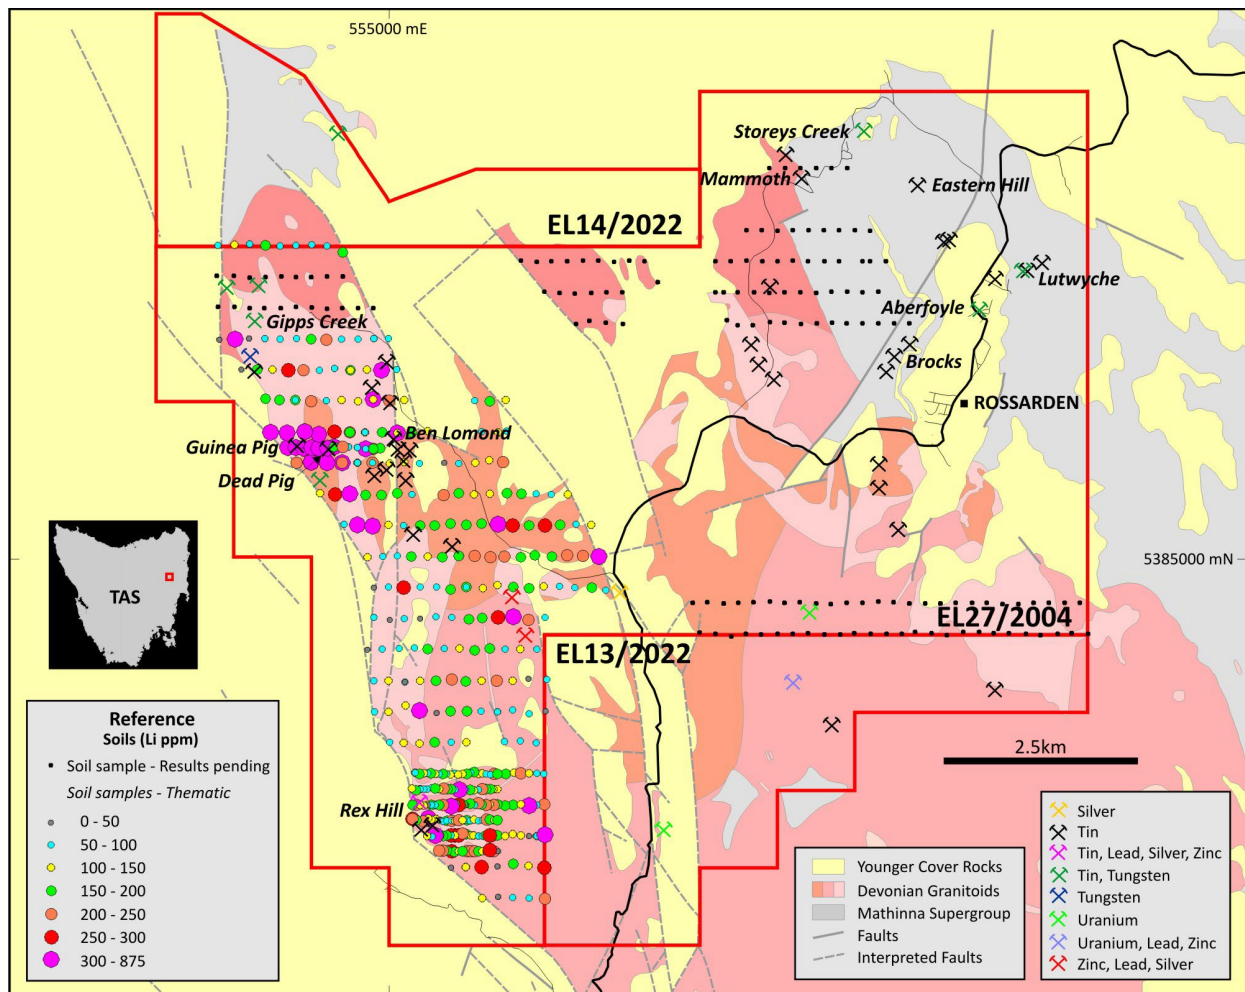 555000 mE
Storeys Creek
Mammoth
Eastern Hill
EL14/2022
Lutwyche
Gipps Creek
Aberfoyle
Brocks
ROSSARDEN
Guinea Pig
Ben Lomond
Dead Pig
5385000 mN
TAS
EL27/2004
EL13/2022
Rex Hill
2.5km
Reference
Soils (Li ppm)
Soil sample - Results pending
Soil samples - Thematic
0 - 50
50 - 100
100 - 150
150 - 200
200 - 250
250 - 300
300 - 875
Younger Cover Rocks
Devonian Granitoids
Mathinna Supergroup
Faults
Interpreted Faults
Silver
Tin
Tin, Lead, Silver, Zinc
Tin, Tungsten
Tungsten
Uranium
Uranium, Lead, Zinc
Zinc, Lead, Silver